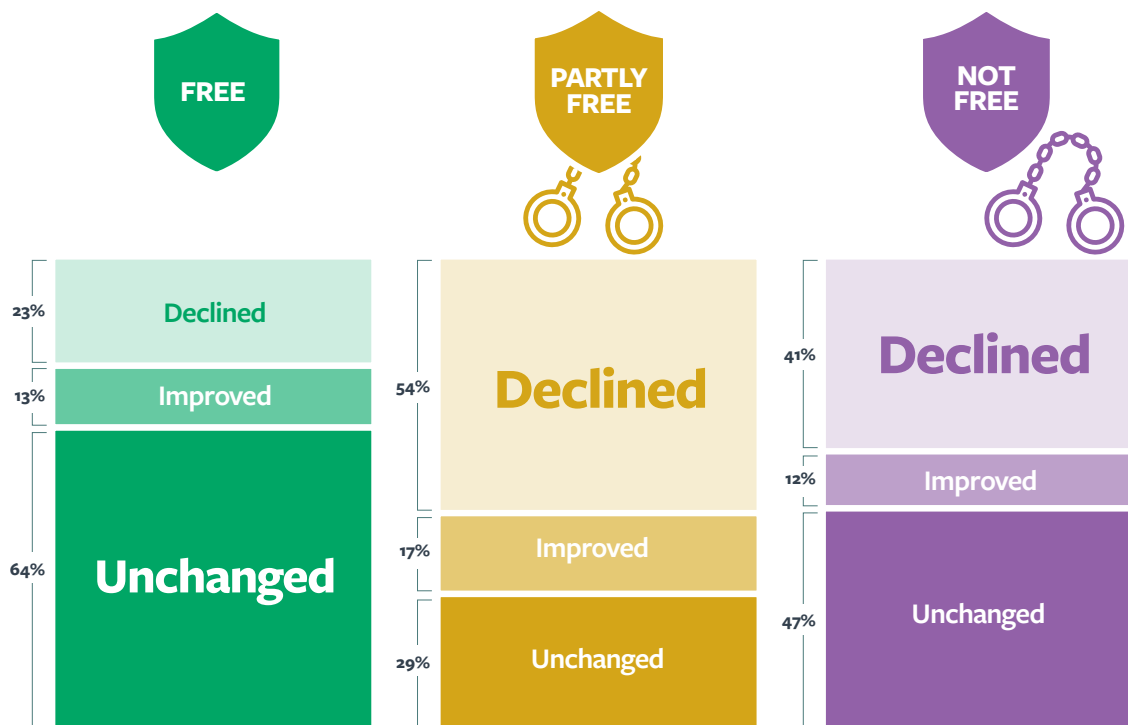 FREE
PARTLY
FREE
NOT
FREE
23%
Declined
13%
Improved
64%
Unchanged
54%
Declined
17%
Improved
29%
Unchanged
41%
Declined
12%
Improved
47%
Unchanged